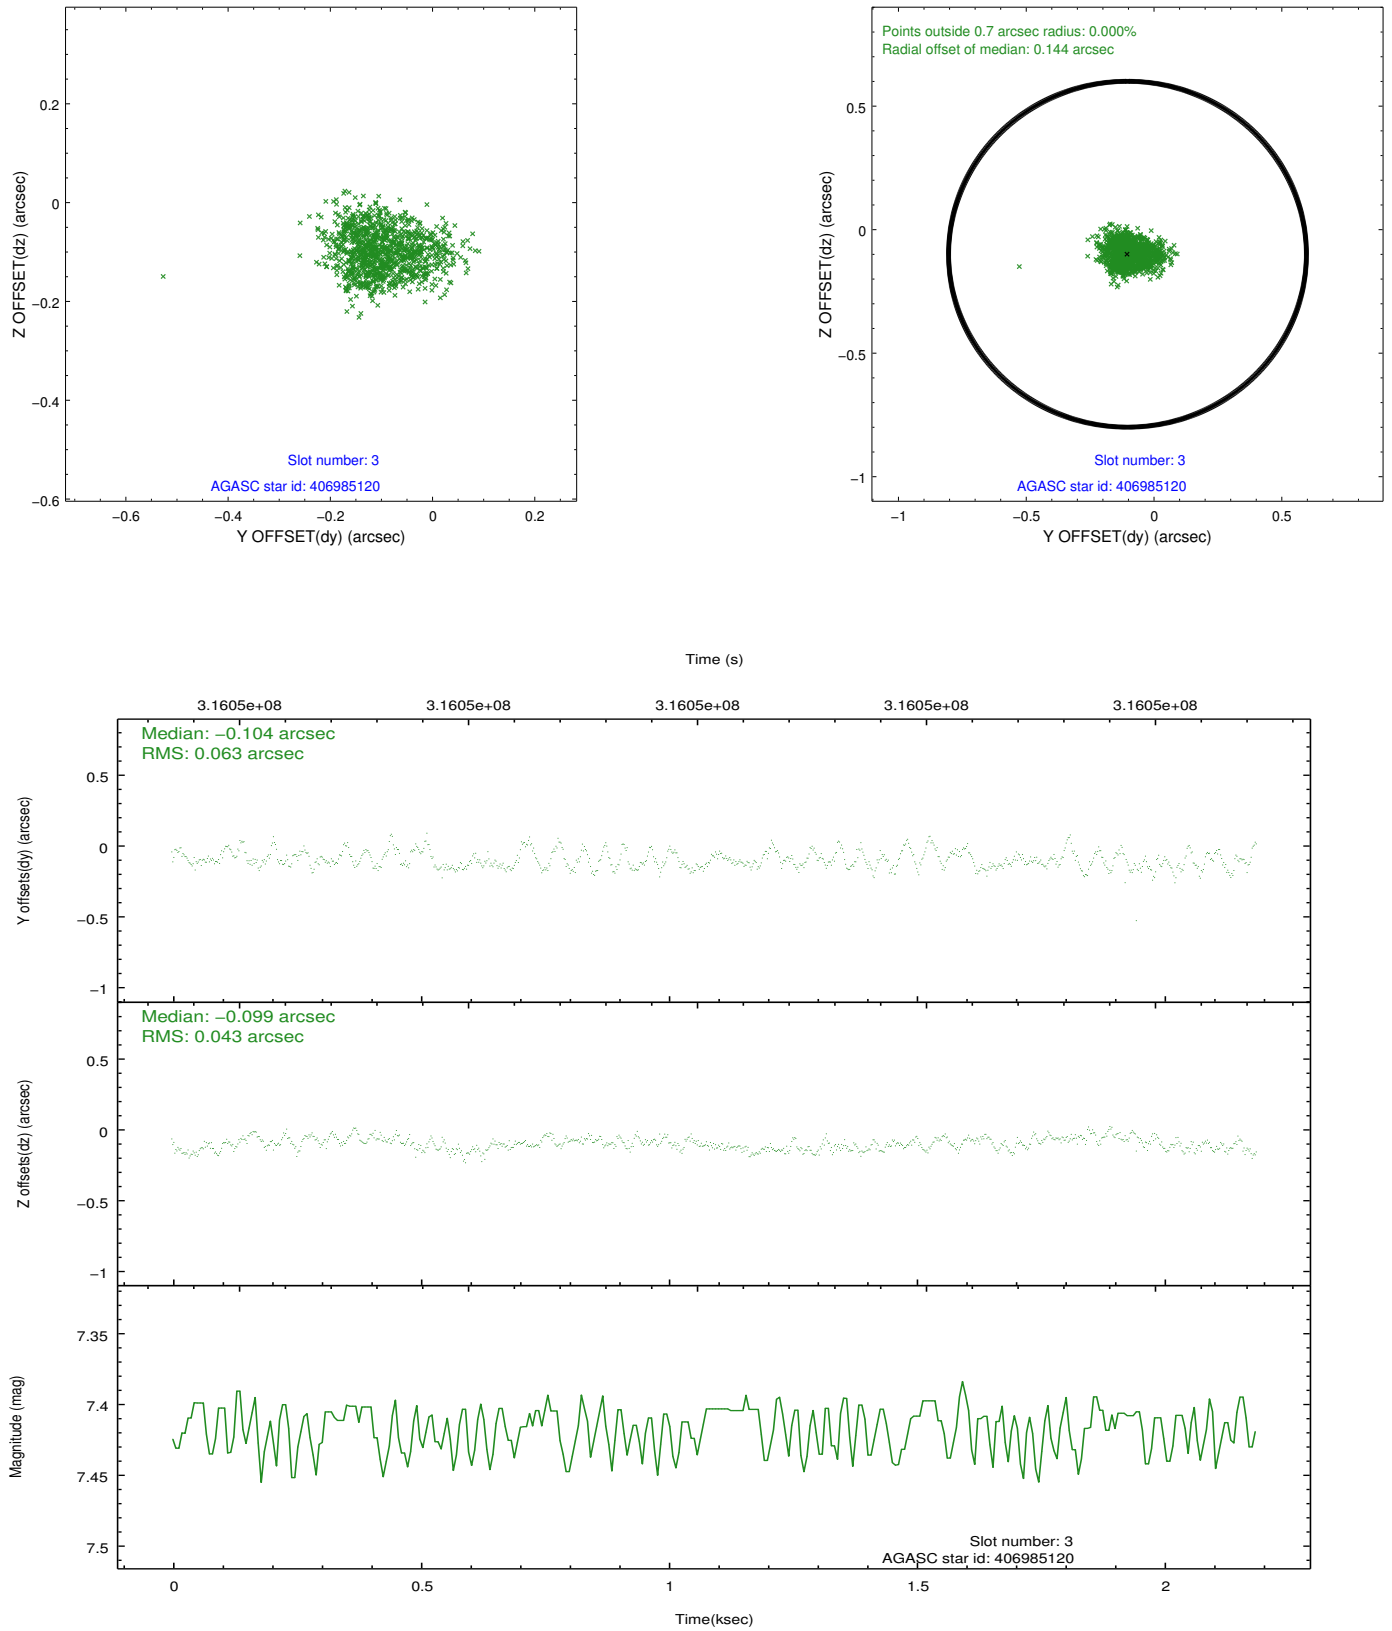 0.2
0
−0.2
−0.4
−0.6
Z OFFSET(dz) (arcsec)
Slot number: 3
AGASC star id: 406985120
−0.6
−0.4
−0.2
0
0.2
Y OFFSET(dy) (arcsec)
Points outside 0.7 arcsec radius: 0.000%
Radial offset of median: 0.144 arcsec
0.5
0
−0.5
−1
Z OFFSET(dz) (arcsec)
Slot number: 3
AGASC star id: 406985120
−1
−0.5
0
0.5
Y OFFSET(dy) (arcsec)
Time (s)
3.1605e+08
3.1605e+08
3.1605e+08
3.1605e+08
3.1605e+08
Median: −0.104 arcsec
RMS: 0.063 arcsec
0.5
0
−0.5
−1
Y offsets(dy) (arcsec)
Median: −0.099 arcsec
RMS: 0.043 arcsec
0.5
0
−0.5
−1
Z offsets(dz) (arcsec)
7.35
7.4
7.45
7.5
Magnitude (mag)
Slot number: 3
AGASC star id: 406985120
0
0.5
1
1.5
2
Time(ksec)